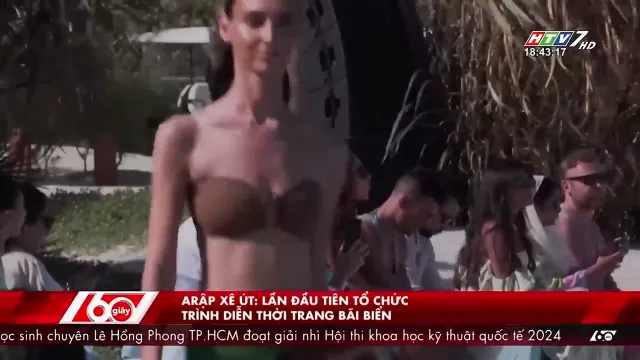 HTV7 HD
18:43:17
60 giây
ARẬP XÊ ÚT: LẦN ĐẦU TIÊN TỔ CHỨC
TRÌNH DIỄN THỜI TRANG BÃI BIỂN
ọc sinh chuyên Lê Hồng Phong TP.HCM đoạt giải nhì Hội thi khoa học kỹ thuật quốc tế 2024
60